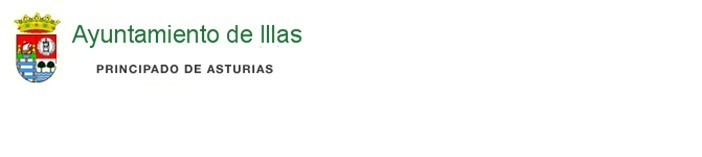 Ayuntamiento de Illas
PRINCIPADO DE ASTURIAS